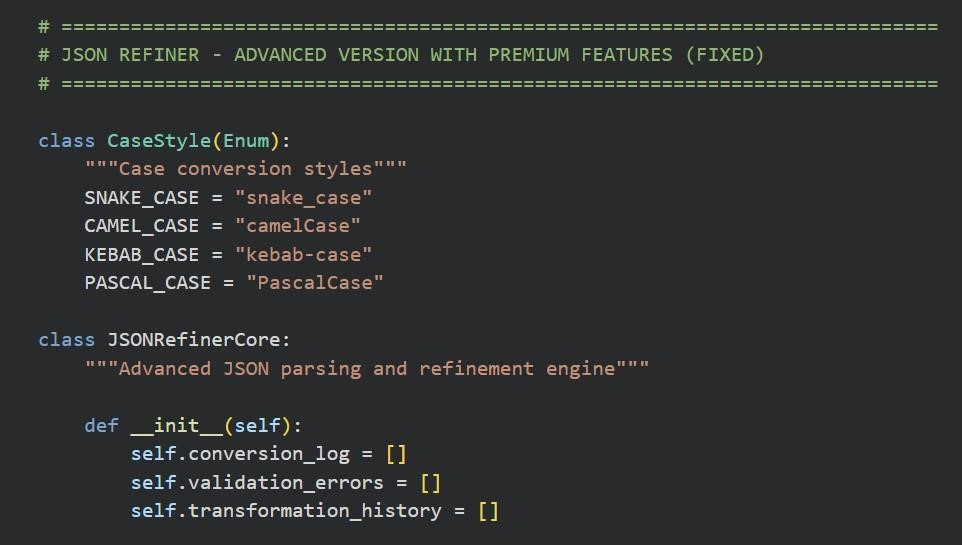 # ============================================================================
# JSON REFINER - ADVANCED VERSION WITH PREMIUM FEATURES (FIXED)
# ============================================================================
class CaseStyle(Enum):
    """Case conversion styles"""
    SNAKE_CASE = "snake_case"
    CAMEL_CASE = "camelCase"
    KEBAB_CASE = "kebab-case"
    PASCAL_CASE = "PascalCase"
class JSONRefinerCore:
    """Advanced JSON parsing and refinement engine"""
    def __init__(self):
        self.conversion_log = []
        self.validation_errors = []
        self.transformation_history = []